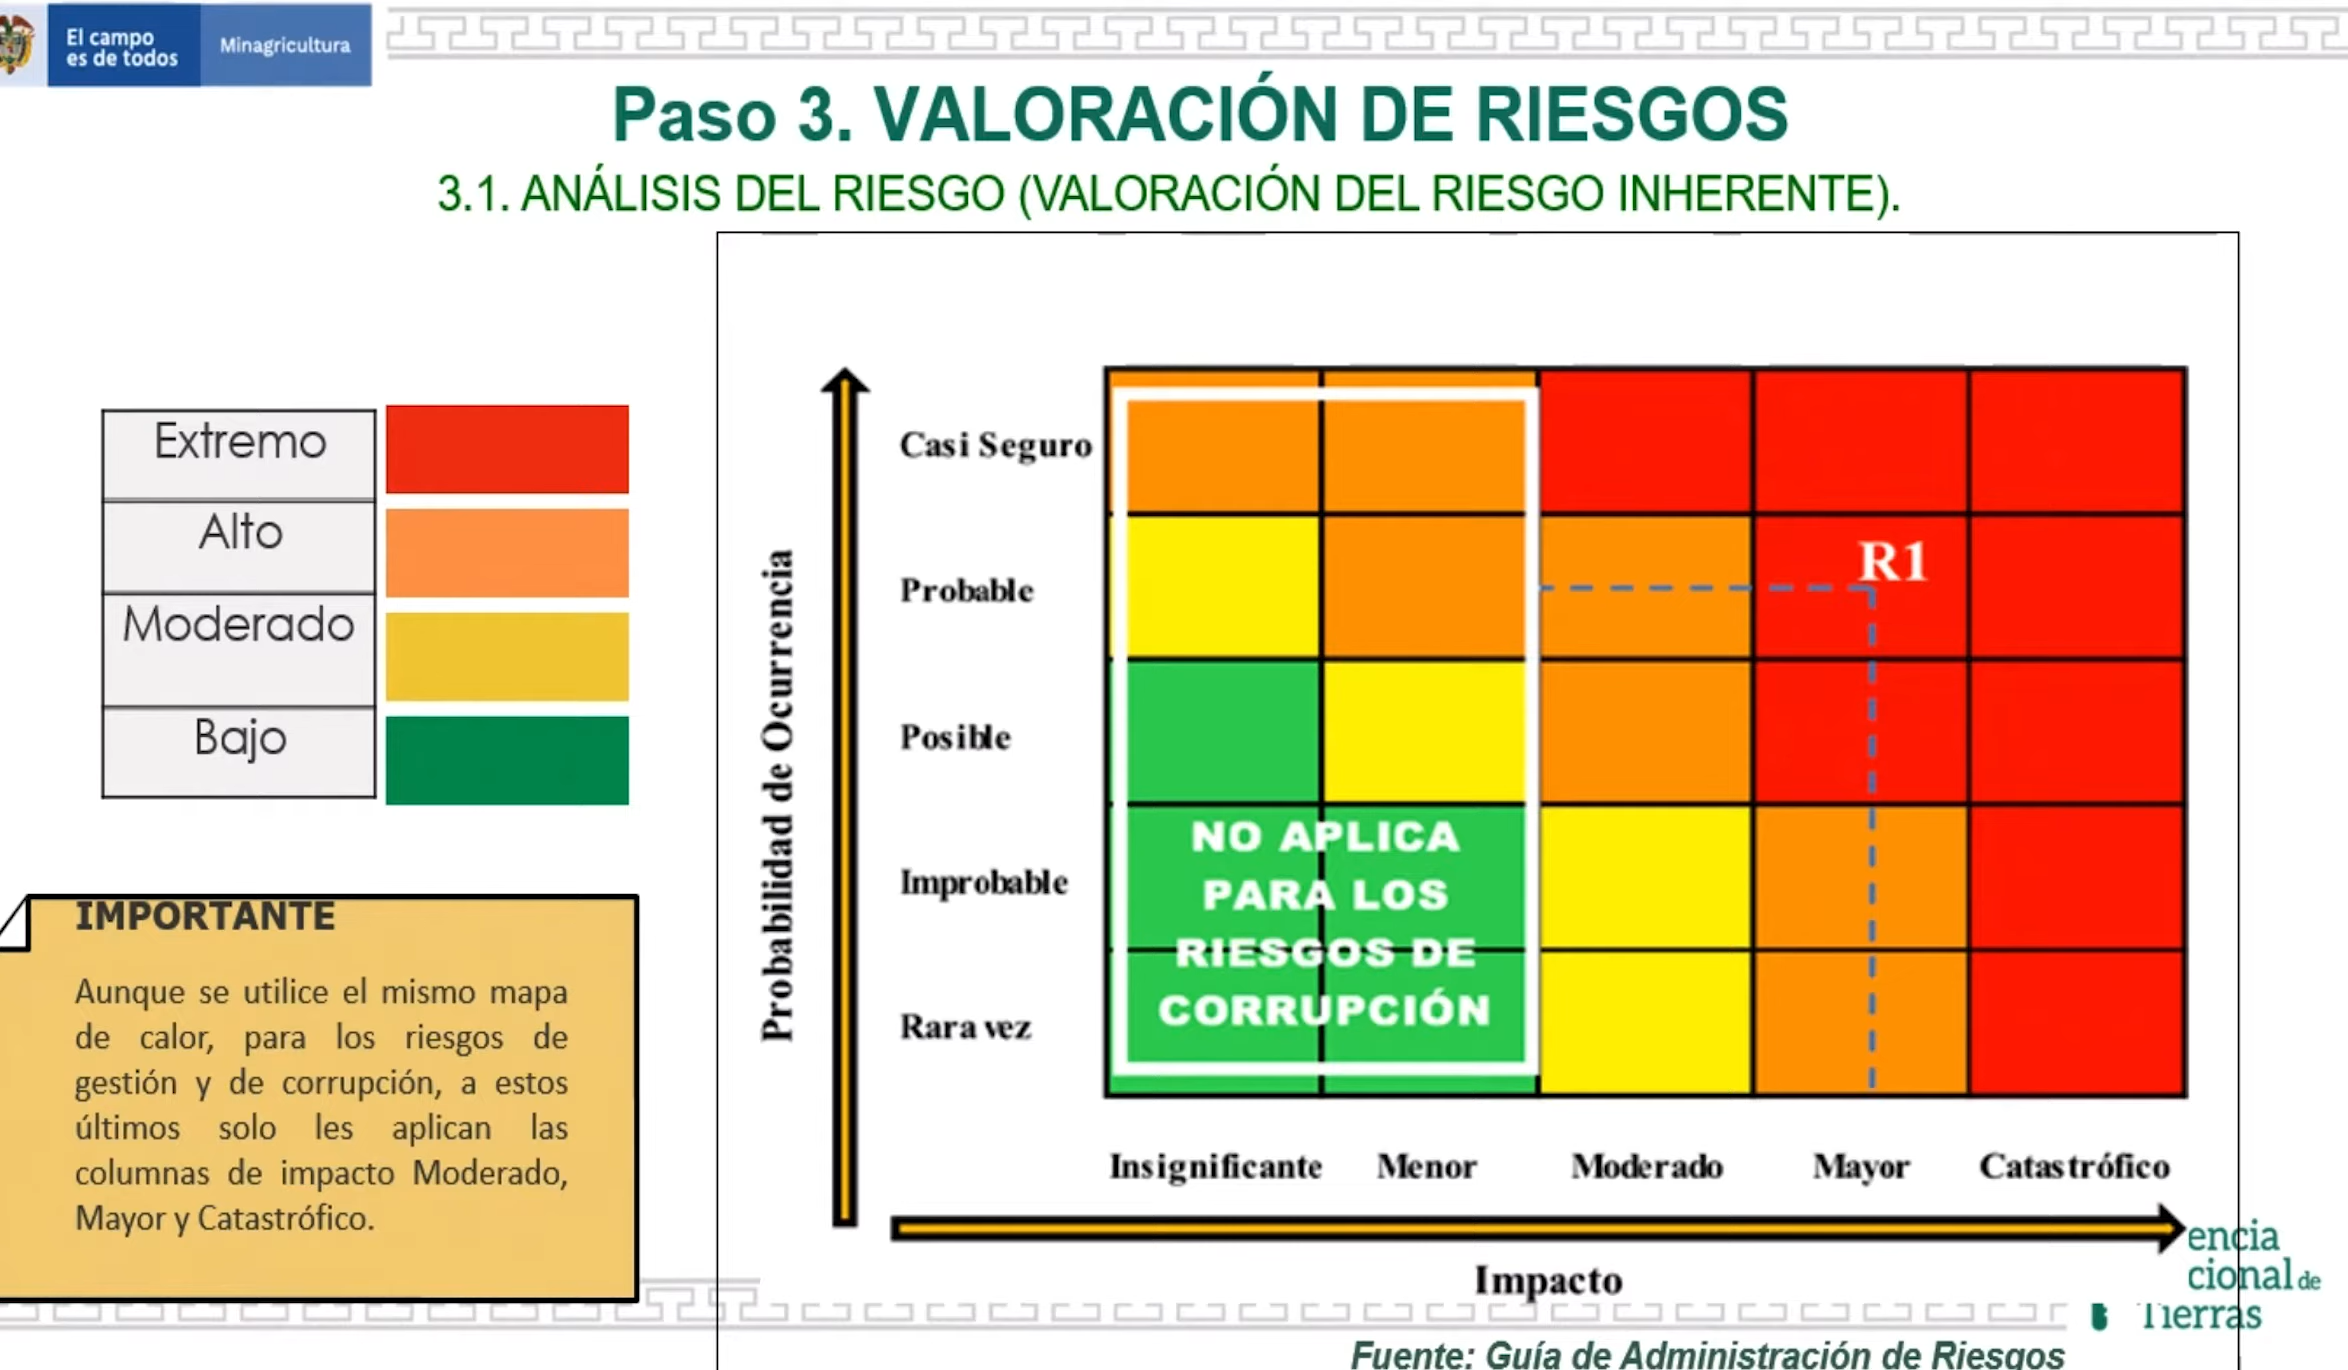 El campo
es de todos
Minagricultura
Paso 3. VALORACIÓN DE RIESGOS
3.1. ANÁLISIS DEL RIESGO (VALORACIÓN DEL RIESGO INHERENTE).
Extremo
Alto
Moderado
Bajo
IMPORTANTE
Aunque se utilice el mismo mapa
de calor, para los riesgos de
gestión y de corrupción, a estos
últimos solo les aplican las
columnas de impacto Moderado,
Mayor y Catastrófico.
Probabilidad de Ocurrencia
Casi Seguro
Probable
Posible
Improbable
Rara vez
R1
NO APLICA
PARA LOS
RIESGOS DE
CORRUPCIÓN
Insignificante
Menor
Moderado
Mayor
Catastrófico
Impacto
encia
cional de
Tierras
Fuente: Guía de Administración de Riesgos